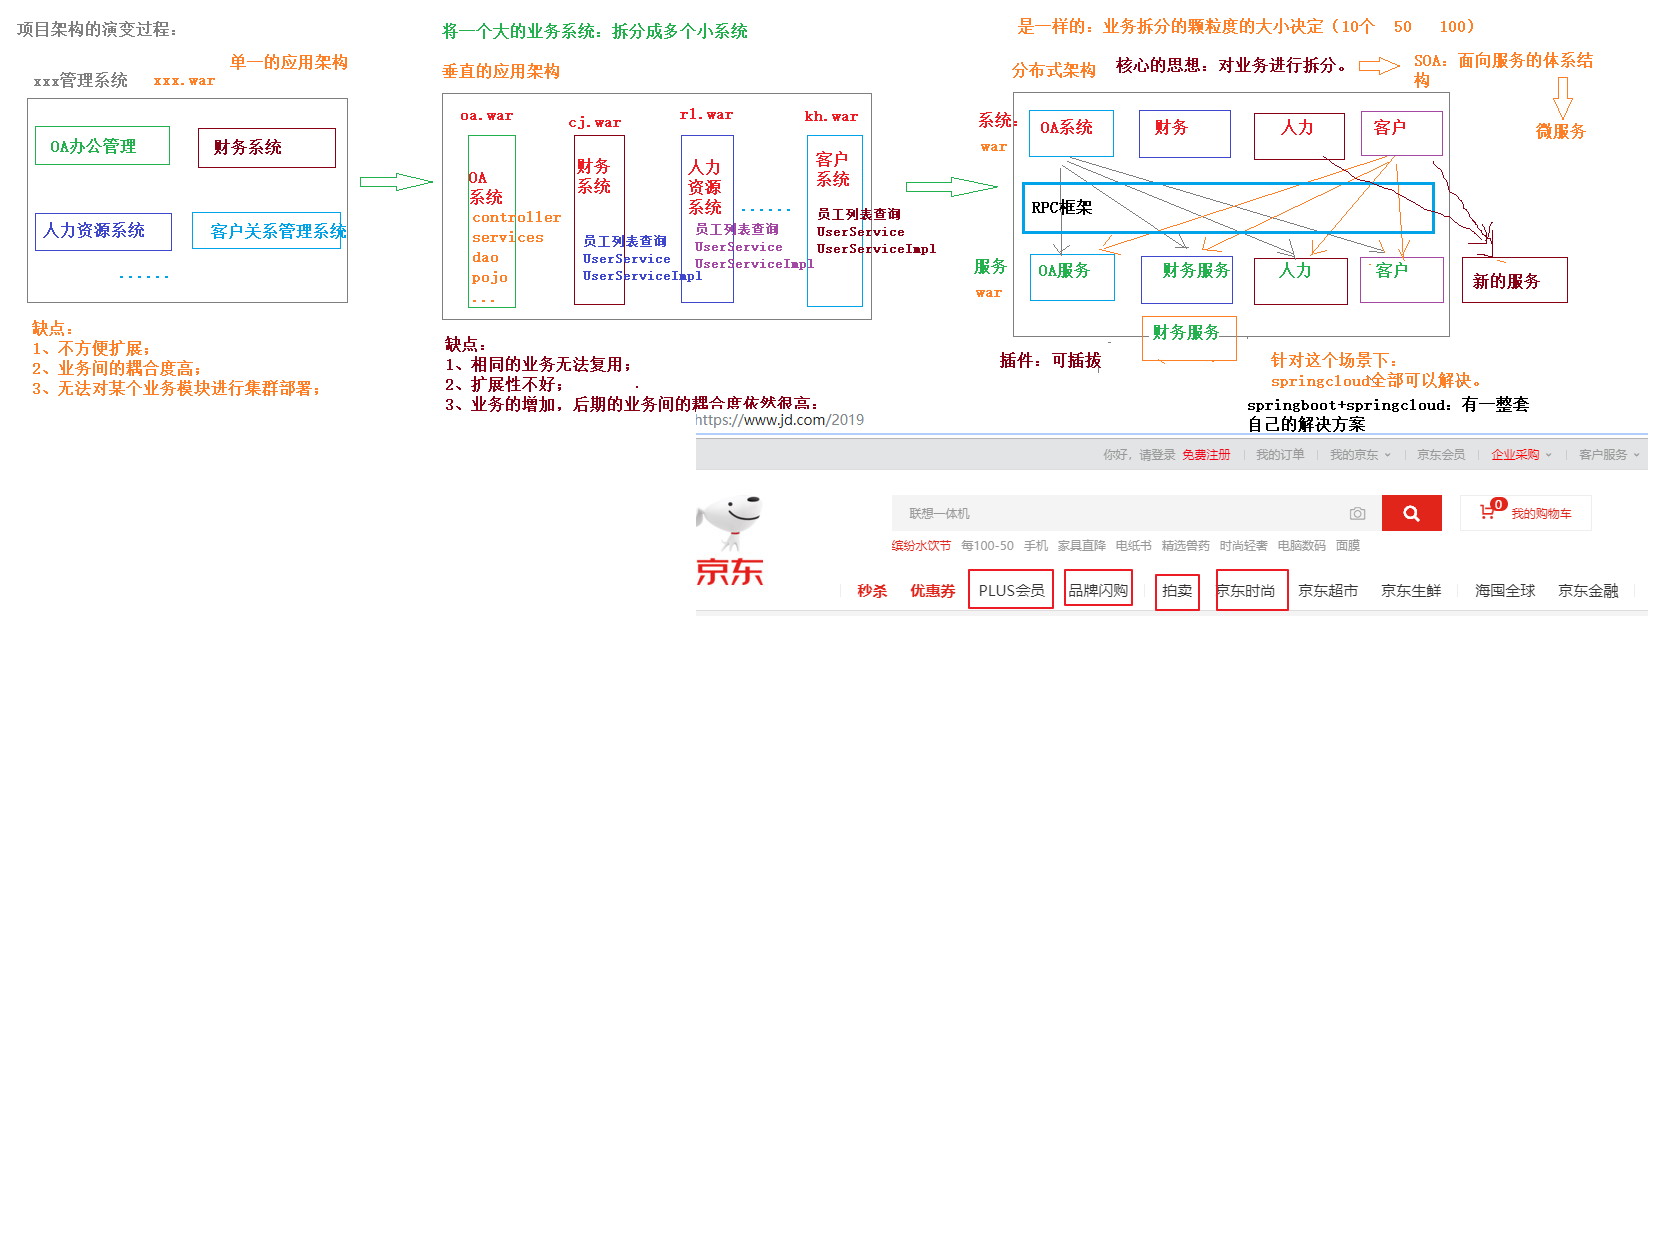 项目架构的演变过程：
单一的应用架构
xxx管理系统 xxx.war
OA办公管理
财务系统
人力资源系统
客户关系管理系统
......
缺点：
1、不方便扩展；
2、业务间的耦合度高；
3、无法对某个业务模块进行集群部署；
将一个大的业务系统：拆分成多个小系统
垂直的应用架构
oa.war
cj.war
rl.war
kh.war
OA
系统
controller
services
dao
pojo
...
财务
系统
员工列表查询
UserService
UserServiceImpl
人力
资源
系统
......
员工列表查询
UserService
UserServiceImpl
客户
系统
员工列表查询
UserService
UserServiceImpl
缺点：
1、相同的业务无法复用；
2、扩展性不好；
3、业务的增加，后期的业务间的耦合度依然很高；
是一样的：业务拆分的颗粒度的大小决定（10个 50 100）
分布式架构
核心的思想：对业务进行拆分。
SOA：面向服务的体系结
构
微服务
系统：
war
OA系统
财务
人力
客户
RPC框架
服务
war
OA服务
财务服务
人力
客户
新的服务
财务服务
插件：可插拔
针对这个场景下：
springcloud全部可以解决。
springboot+springcloud：有一整套
自己的解决方案
https://www.jd.com/2019
你好，请登录 免费注册 我的订单 我的京东 京东会员 企业采购 客户服务
联想一体机
0 我的购物车
缤纷水饮节 每100-50 手机 家具直降 电纸书 精选兽药 时尚轻奢 电脑数码 面膜
京东
秒杀 优惠券 PLUS会员 品牌闪购 拍卖 京东时尚 京东超市 京东生鲜 海囤全球 京东金融